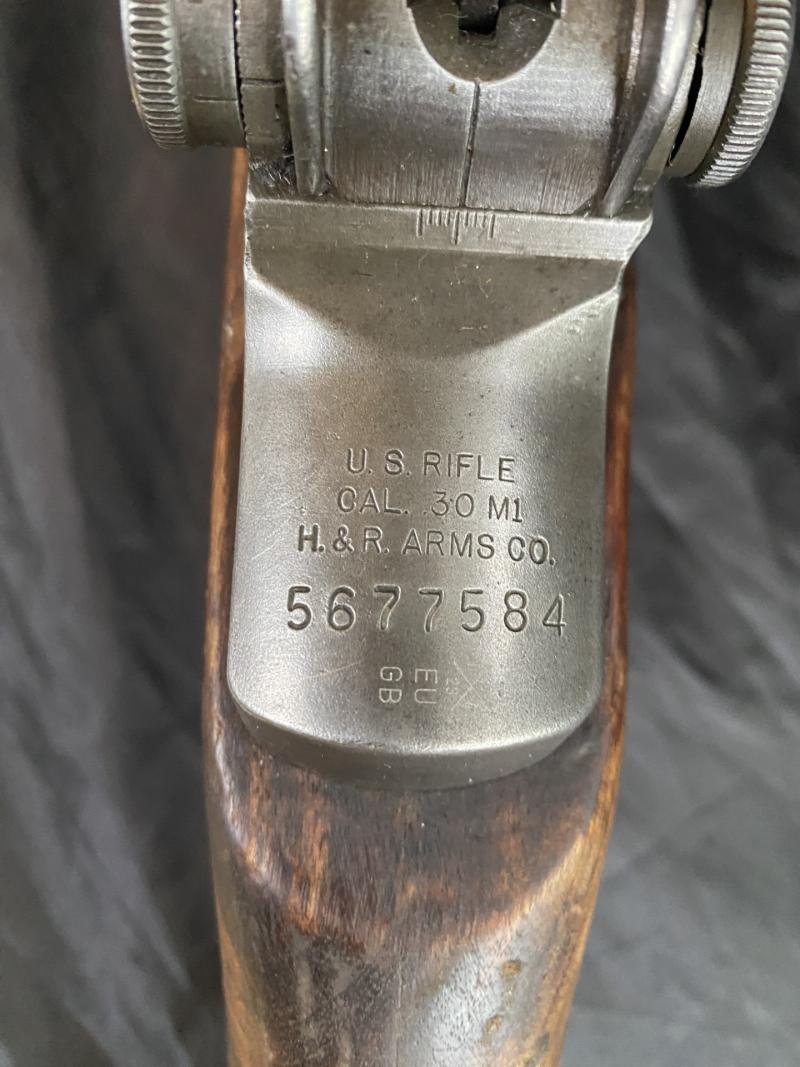 U. S. RIFLE
CAL. .30 M1
H. & R. ARMS CO.
5677584
EU
GB